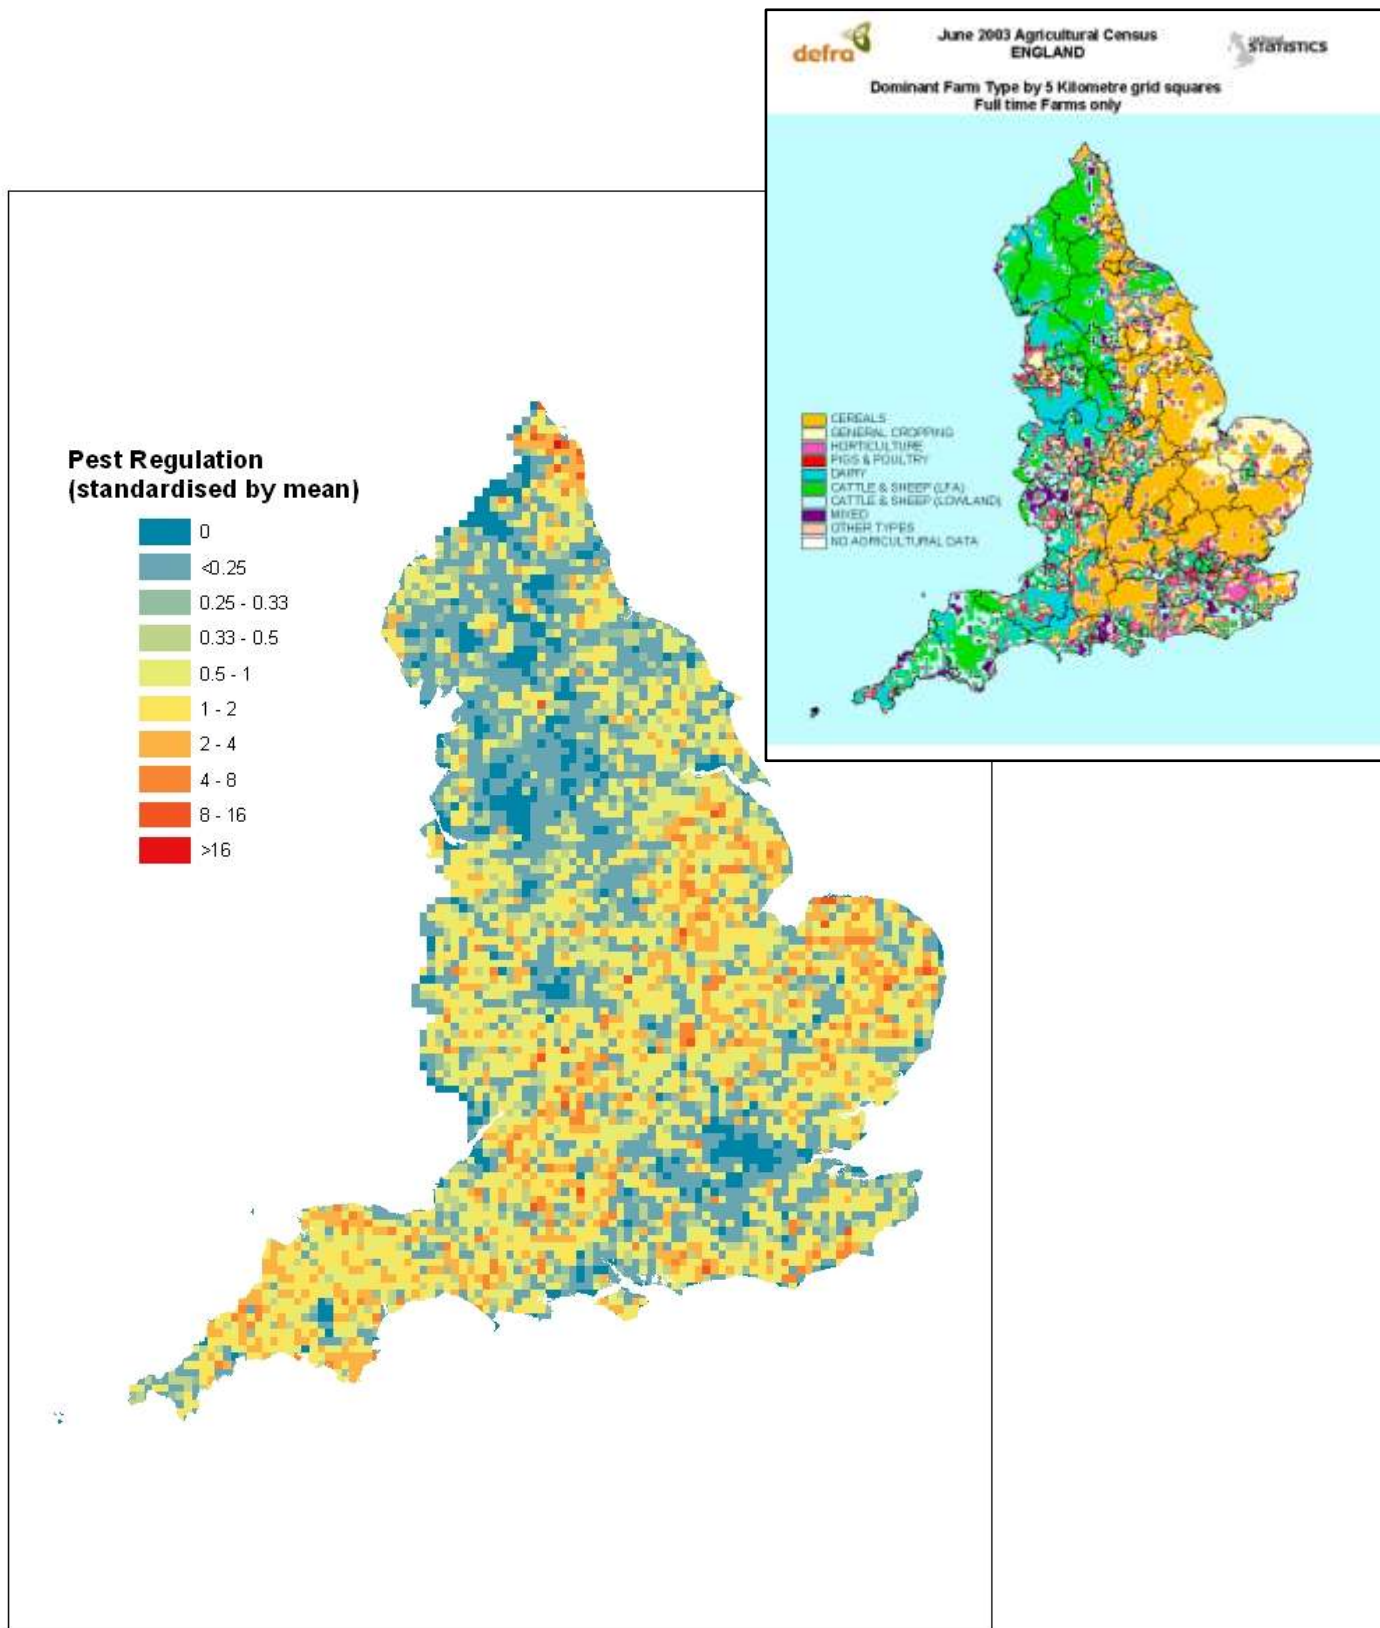 defra
June 2003 Agricultural Census
ENGLAND
STATISTICS
Dominant Farm Type by 5 Kilometre grid squares
Full time Farms only
CEREALS
GENERAL CROPPING
HORTICULTURE
PIGS & POULTRY
DAIRY
CATTLE & SHEEP (LFA)
CATTLE & SHEEP (LOWLAND)
MIXED
OTHER TYPES
NO AGRICULTURAL DATA
Pest Regulation
(standardised by mean)
0
<0.25
0.25 - 0.33
0.33 - 0.5
0.5 - 1
1 - 2
2 - 4
4 - 8
8 - 16
>16